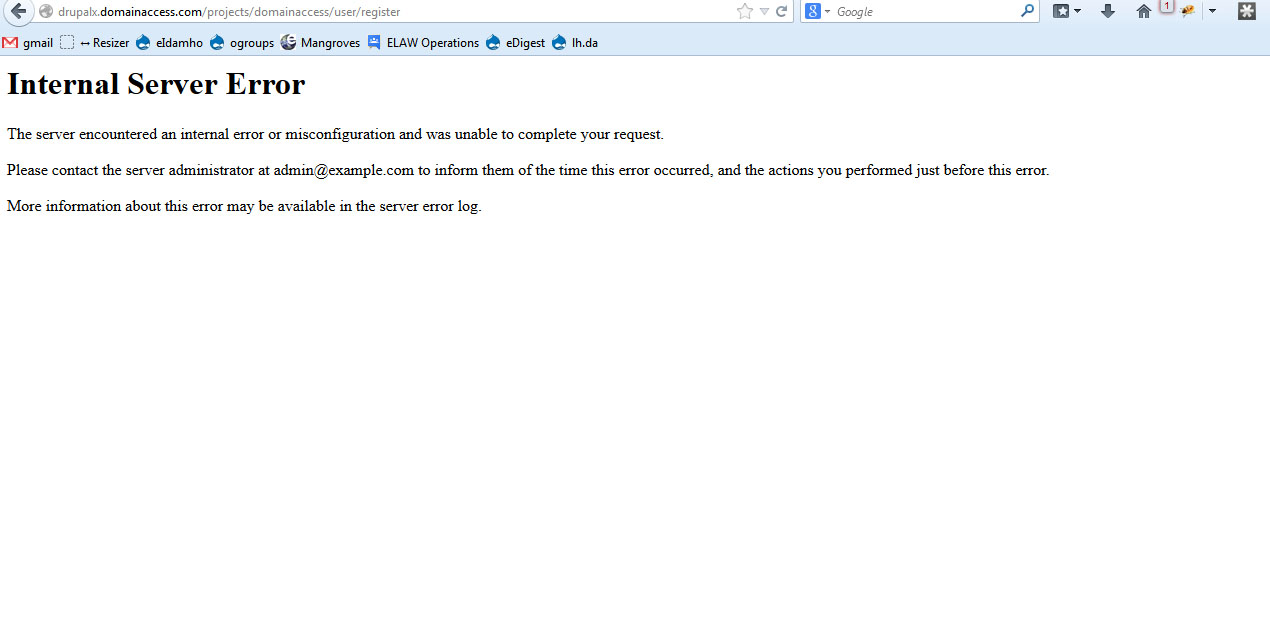 drupalx.domainaccess.com/projects/domainaccess/user/register
8
Google
1
gmail
↔ Resizer
eIdamho
ogroups
Mangroves
ELAW Operations
eDigest
lh.da
Internal Server Error
The server encountered an internal error or misconfiguration and was unable to complete your request.
Please contact the server administrator at admin@example.com to inform them of the time this error occurred, and the actions you performed just before this error.
More information about this error may be available in the server error log.